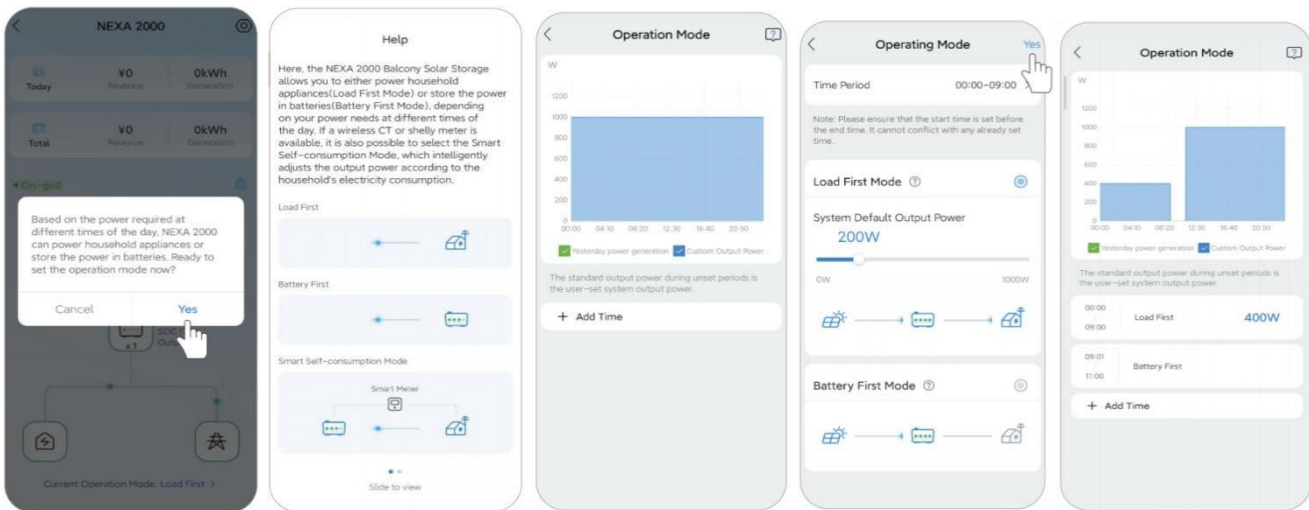 NEXA 2000
¥0
0kWh
Today
Revenue
Generation
¥0
0kWh
Total
Revenue
Generation
On-grid
Based on the power required at
different times of the day, NEXA 2000
can power household appliances or
store the power in batteries. Ready to
set the operation mode now?
Cancel
Yes
SOC
x 1
Current Operation Mode: Load First >
Help
Here, the NEXA 2000 Balcony Solar Storage
allows you to either power household
appliances(Load First Mode) or store the power
in batteries(Battery First Mode), depending
on your power needs at different times of
the day. If a wireless CT or shelly meter is
available, it is also possible to select the Smart
Self-consumption Mode, which intelligently
adjusts the output power according to the
household's electricity consumption.
Load First
Battery First
Smart Self-consumption Mode
Smart Meter
Slide to view
Operation Mode
?
W
1200
1000
800
600
400
200
0
00:00 04:10 08:20 12:30 16:40 20:50
Yesterday power generation Custom Output Power
The standard output power during unset periods is
the user-set system output power.
+ Add Time
Operating Mode
Yes
Time Period
00:00-09:00 >
Note: Please ensure that the start time is set before
the end time. It cannot conflict with any already set
time.
Load First Mode ?
System Default Output Power
200W
0W
1000W
Battery First Mode ?
Operation Mode
?
W
1200
1000
800
600
400
200
0
00:00 04:10 08:20 12:30 16:40 20:50
Yesterday power generation Custom Output Power
The standard output power during unset periods is
the user-set system output power.
00:00
Load First
400W
09:00
09:01
Battery First
11:00
+ Add Time